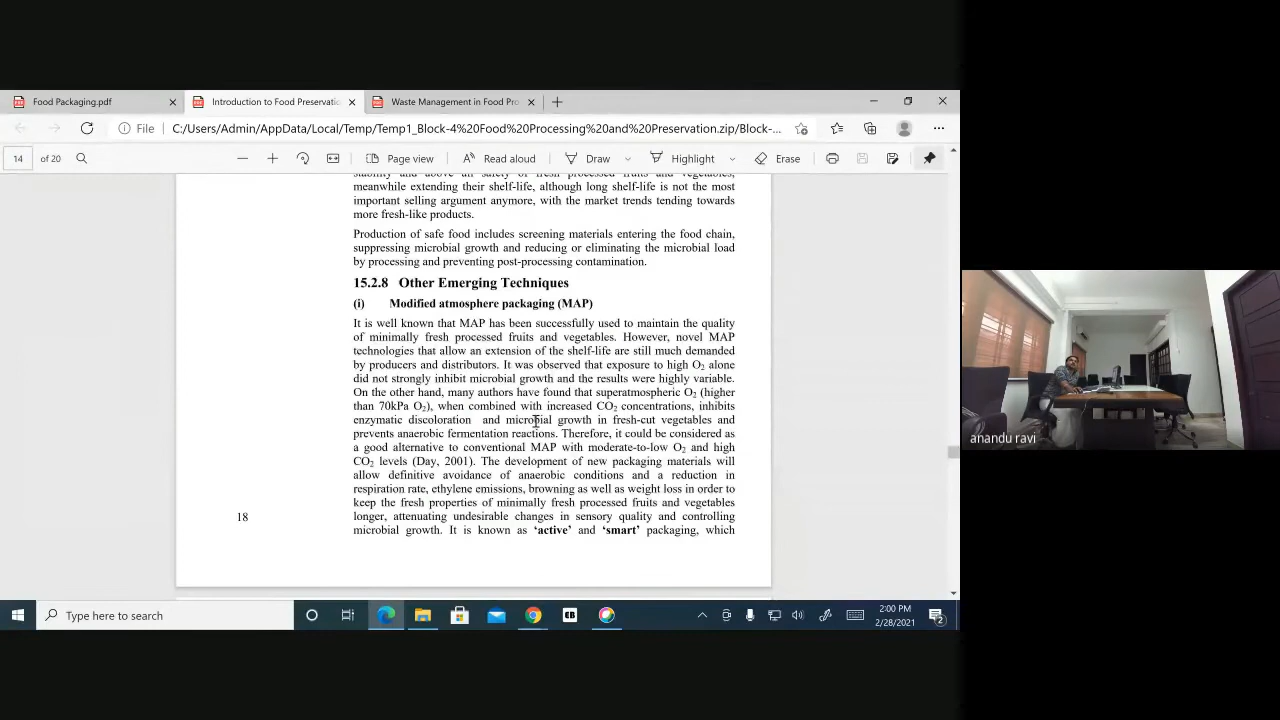 Food Packaging.pdf
Introduction to Food Preservatio
Waste Management in Food Pro
File
C:/Users/Admin/AppData/Local/Temp/Temp1_Block-4%20Food%20Processing%20and%20Preservation.zip/Block-...
14 of 20
Page view
Read aloud
Draw
Highlight
Erase
stability and above all safety of fresh processed fruits and vegetables,
meanwhile extending their shelf-life, although long shelf-life is not the most
important selling argument anymore, with the market trends tending towards
more fresh-like products.
Production of safe food includes screening materials entering the food chain,
suppressing microbial growth and reducing or eliminating the microbial load
by processing and preventing post-processing contamination.
15.2.8 Other Emerging Techniques
(i) Modified atmosphere packaging (MAP)
It is well known that MAP has been successfully used to maintain the quality
of minimally fresh processed fruits and vegetables. However, novel MAP
technologies that allow an extension of the shelf-life are still much demanded
by producers and distributors. It was observed that exposure to high O₂ alone
did not strongly inhibit microbial growth and the results were highly variable.
On the other hand, many authors have found that superatmospheric O₂ (higher
than 70kPa O₂), when combined with increased CO₂ concentrations, inhibits
enzymatic discoloration and microbial growth in fresh-cut vegetables and
prevents anaerobic fermentation reactions. Therefore, it could be considered as
a good alternative to conventional MAP with moderate-to-low O₂ and high
CO₂ levels (Day, 2001). The development of new packaging materials will
allow definitive avoidance of anaerobic conditions and a reduction in
respiration rate, ethylene emissions, browning as well as weight loss in order to
keep the fresh properties of minimally fresh processed fruits and vegetables
longer, attenuating undesirable changes in sensory quality and controlling
microbial growth. It is known as ‘active’ and ‘smart’ packaging, which
18
anandu ravi
Type here to search
2:00 PM
2/28/2021
2